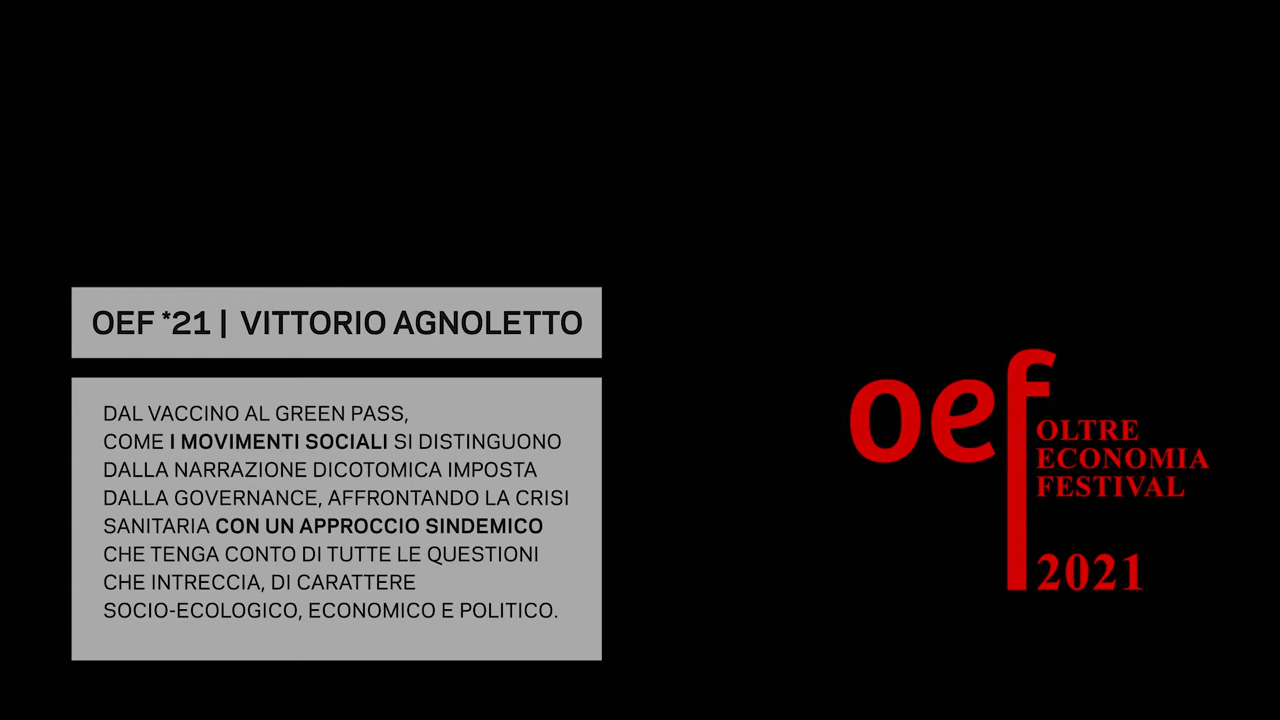 OEF *21 | VITTORIO AGNOLETTO
DAL VACCINO AL GREEN PASS,
COME I MOVIMENTI SOCIALI SI DISTINGUONO
DALLA NARRAZIONE DICOTOMICA IMPOSTA
DALLA GOVERNANCE, AFFRONTANDO LA CRISI
SANITARIA CON UN APPROCCIO SINDEMICO
CHE TENGA CONTO DI TUTTE LE QUESTIONI
CHE INTRECCIA, DI CARATTERE
SOCIO-ECOLOGICO, ECONOMICO E POLITICO.
oef
OLTRE
ECONOMIA
FESTIVAL
2021